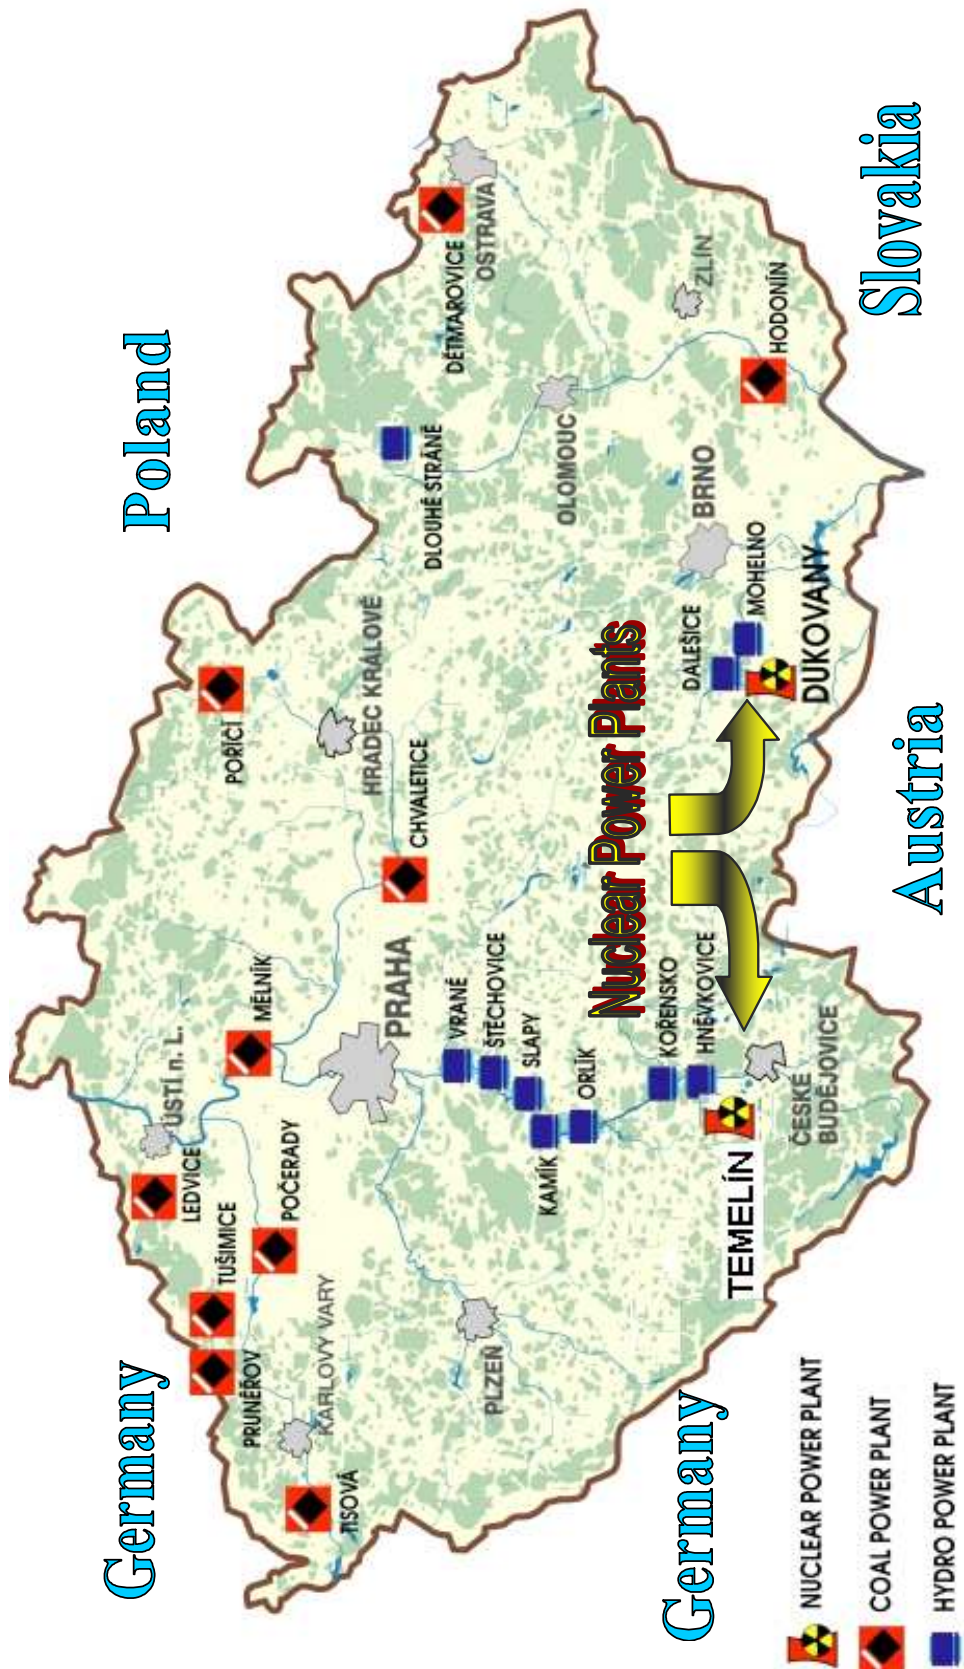 Poland
Germany
Slovakia
Germany
Austria
LEDVICE
ÚSTÍ n. L.
TUŠIMICE
PRUNÉŘOV
POČERADY
MĚLNÍK
POŘÍČÍ
TISOVÁ
KARLOVY VARY
PRAHA
HRADEC KRÁLOVÉ
CHVALETICE
DLOUHÉ STRÁNĚ
DĚTMAROVICE
OSTRAVA
VRANÉ
ŠTĚCHOVICE
SLAPY
PLZEŇ
KAMÍK
ORLÍK
OLOMOUC
Nuclear Power Plants
KOŘENSKO
HNĚVKOVICE
BRNO
ZLÍN
DALEŠICE
MOHELNO
HODONÍN
TEMELÍN
DUKOVANY
ČESKÉ
BUDĚJOVICE
NUCLEAR POWER PLANT
COAL POWER PLANT
HYDRO POWER PLANT